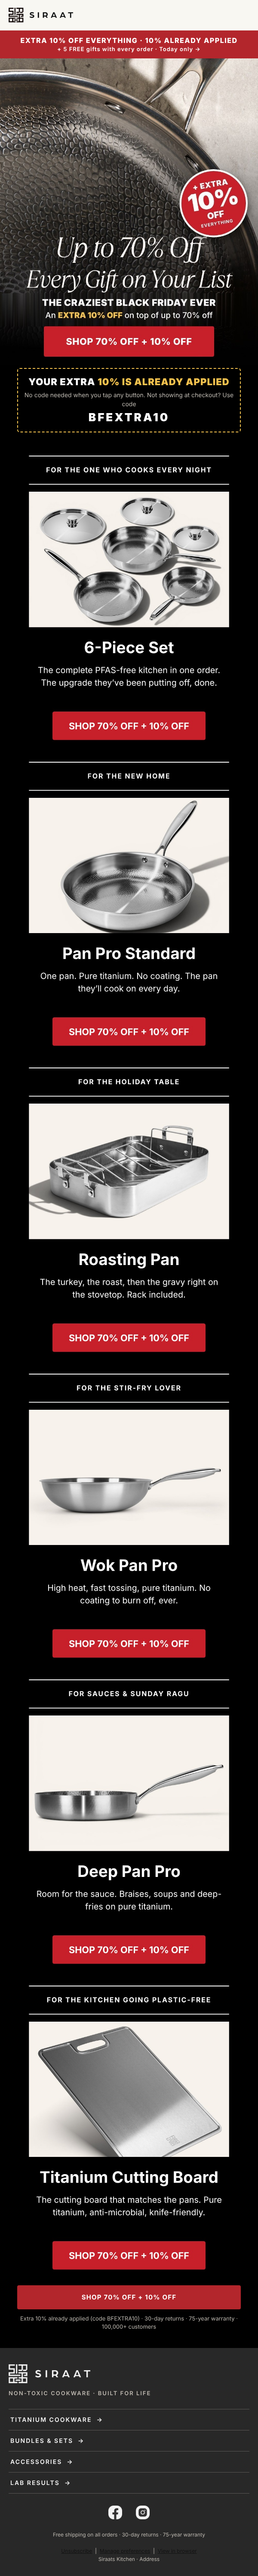 SIRAAT
EXTRA 10% OFF EVERYTHING · 10% ALREADY APPLIED
+ 5 FREE gifts with every order · Today only →
+ EXTRA
10%
OFF
EVERYTHING
Up to 70% Off
Every Gift on Your List
THE CRAZIEST BLACK FRIDAY EVER
An EXTRA 10% OFF on top of up to 70% off
SHOP 70% OFF + 10% OFF
YOUR EXTRA 10% IS ALREADY APPLIED
No code needed when you tap any button. Not showing at checkout? Use
code
BFEXTRA10
FOR THE ONE WHO COOKS EVERY NIGHT
6-Piece Set
The complete PFAS-free kitchen in one order.
The upgrade they’ve been putting off, done.
SHOP 70% OFF + 10% OFF
FOR THE NEW HOME
Pan Pro Standard
One pan. Pure titanium. No coating. The pan
they’ll cook on every day.
SHOP 70% OFF + 10% OFF
FOR THE HOLIDAY TABLE
Roasting Pan
The turkey, the roast, then the gravy right on
the stovetop. Rack included.
SHOP 70% OFF + 10% OFF
FOR THE STIR-FRY LOVER
Wok Pan Pro
High heat, fast tossing, pure titanium. No
coating to burn off, ever.
SHOP 70% OFF + 10% OFF
FOR SAUCES & SUNDAY RAGU
Deep Pan Pro
Room for the sauce. Braises, soups and deep-
fries on pure titanium.
SHOP 70% OFF + 10% OFF
FOR THE KITCHEN GOING PLASTIC-FREE
Titanium Cutting Board
The cutting board that matches the pans. Pure
titanium, anti-microbial, knife-friendly.
SHOP 70% OFF + 10% OFF
SHOP 70% OFF + 10% OFF
Extra 10% already applied (code BFEXTRA10) · 30-day returns · 75-year warranty ·
100,000+ customers
SIRAAT
NON-TOXIC COOKWARE · BUILT FOR LIFE
TITANIUM COOKWARE →
BUNDLES & SETS →
ACCESSORIES →
LAB RESULTS →
Free shipping on all orders · 30-day returns · 75-year warranty
| |
Siraats Kitchen · Address